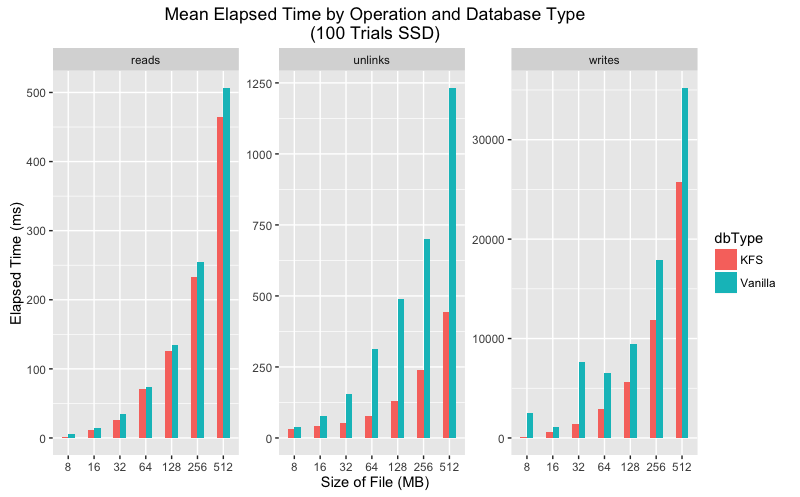 Mean Elapsed Time by Operation and Database Type
(100 Trials SSD)
reads
unlinks
writes
Elapsed Time (ms)
500
400
300
200
100
0
8 16 32 64 128 256 512
1250
1000
750
500
250
0
8 16 32 64 128 256 512
30000
20000
10000
0
8 16 32 64 128 256 512
Size of File (MB)
dbType
KFS
Vanilla